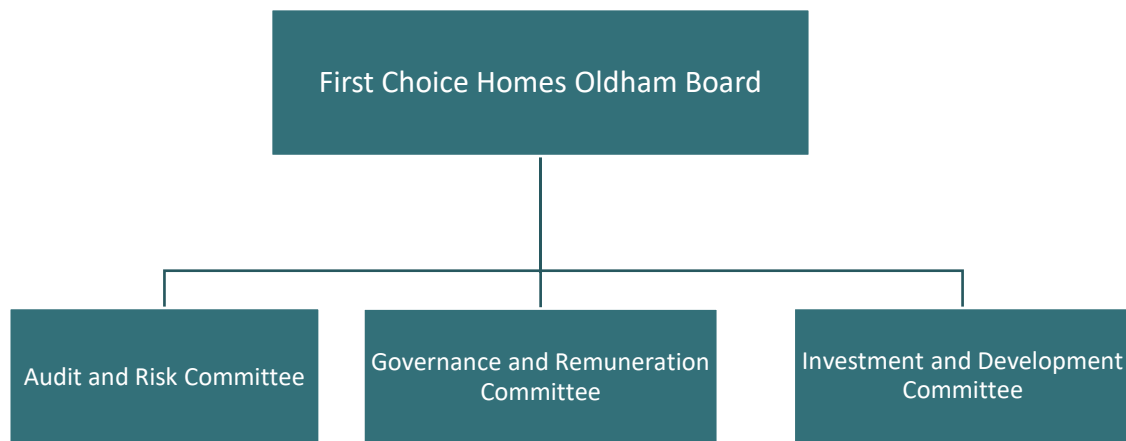 First Choice Homes Oldham Board
Audit and Risk Committee
Governance and Remuneration
Committee
Investment and Development
Committee